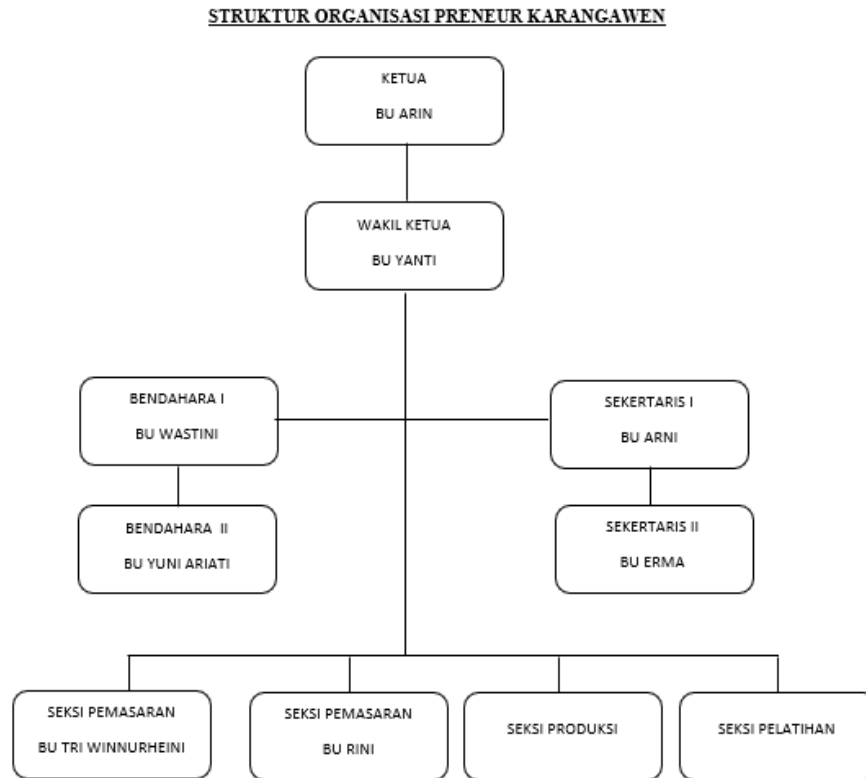 STRUKTUR ORGANISASI PRENEUR KARANGAWEN
KETUA
BU ARIN
WAKIL KETUA
BU YANTI
BENDAHARA I
BU WASTINI
SEKERTARIS I
BU ARNI
BENDAHARA II
BU YUNI ARIATI
SEKERTARIS II
BU ERMA
SEKSI PEMASARAN
BU TRI WINNURHEINI
SEKSI PEMASARAN
BU RINI
SEKSI PRODUKSI
SEKSI PELATIHAN